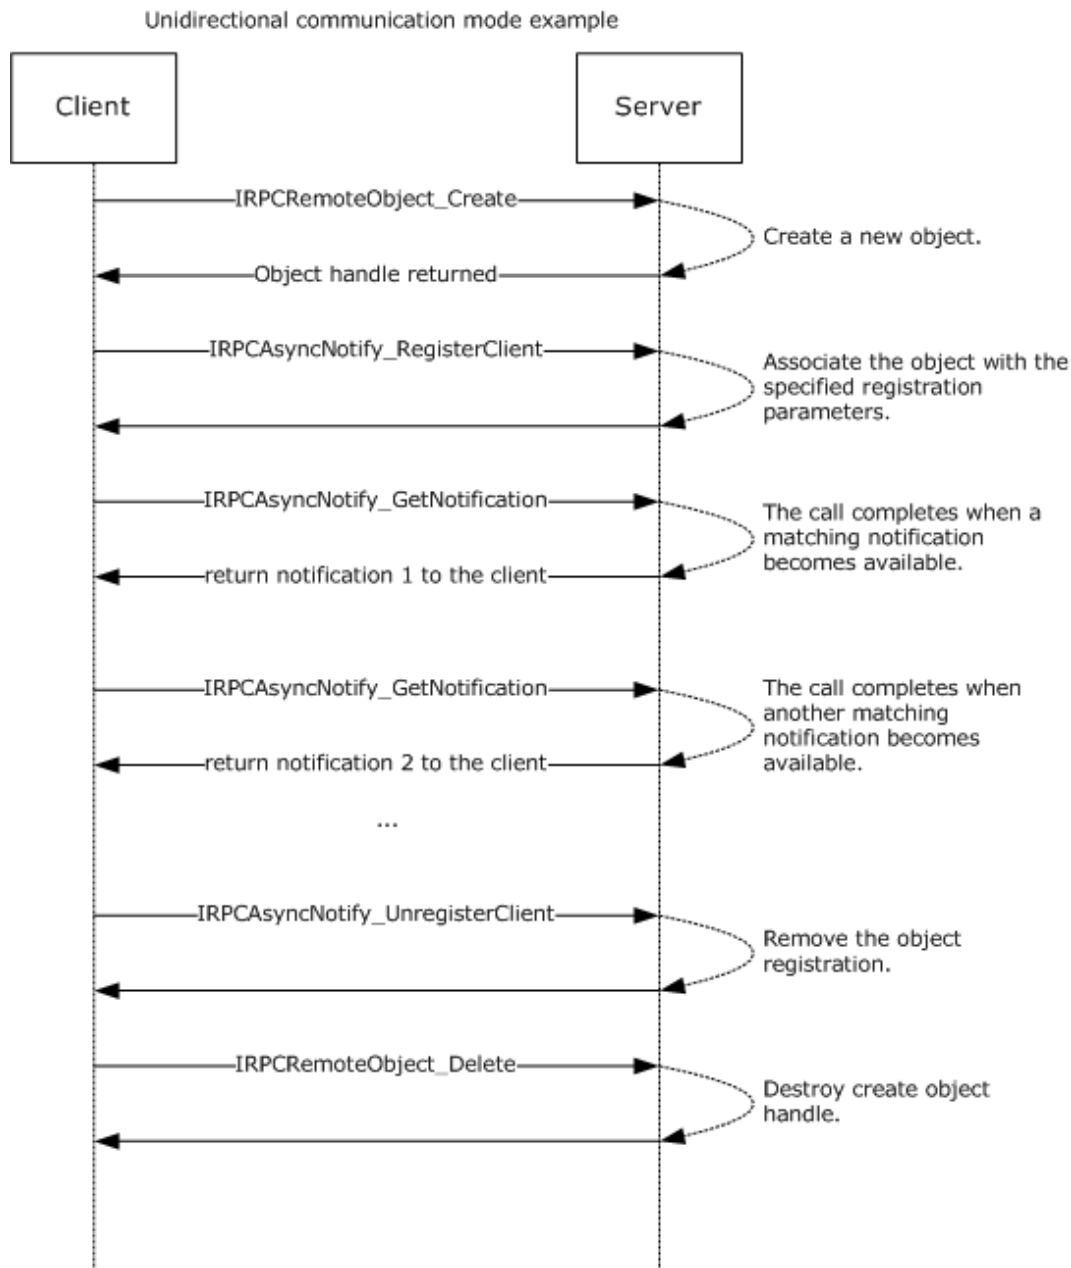 Unidirectional communication mode example
Client
Server
IRPCRemoteObject_Create
Create a new object.
Object handle returned
IRPCAsyncNotify_RegisterClient
Associate the object with the
specified registration
parameters.
IRPCAsyncNotify_GetNotification
The call completes when a
matching notification
becomes available.
return notification 1 to the client
IRPCAsyncNotify_GetNotification
The call completes when
another matching
notification becomes
available.
return notification 2 to the client
...
IRPCAsyncNotify_UnregisterClient
Remove the object
registration.
IRPCRemoteObject_Delete
Destroy create object
handle.